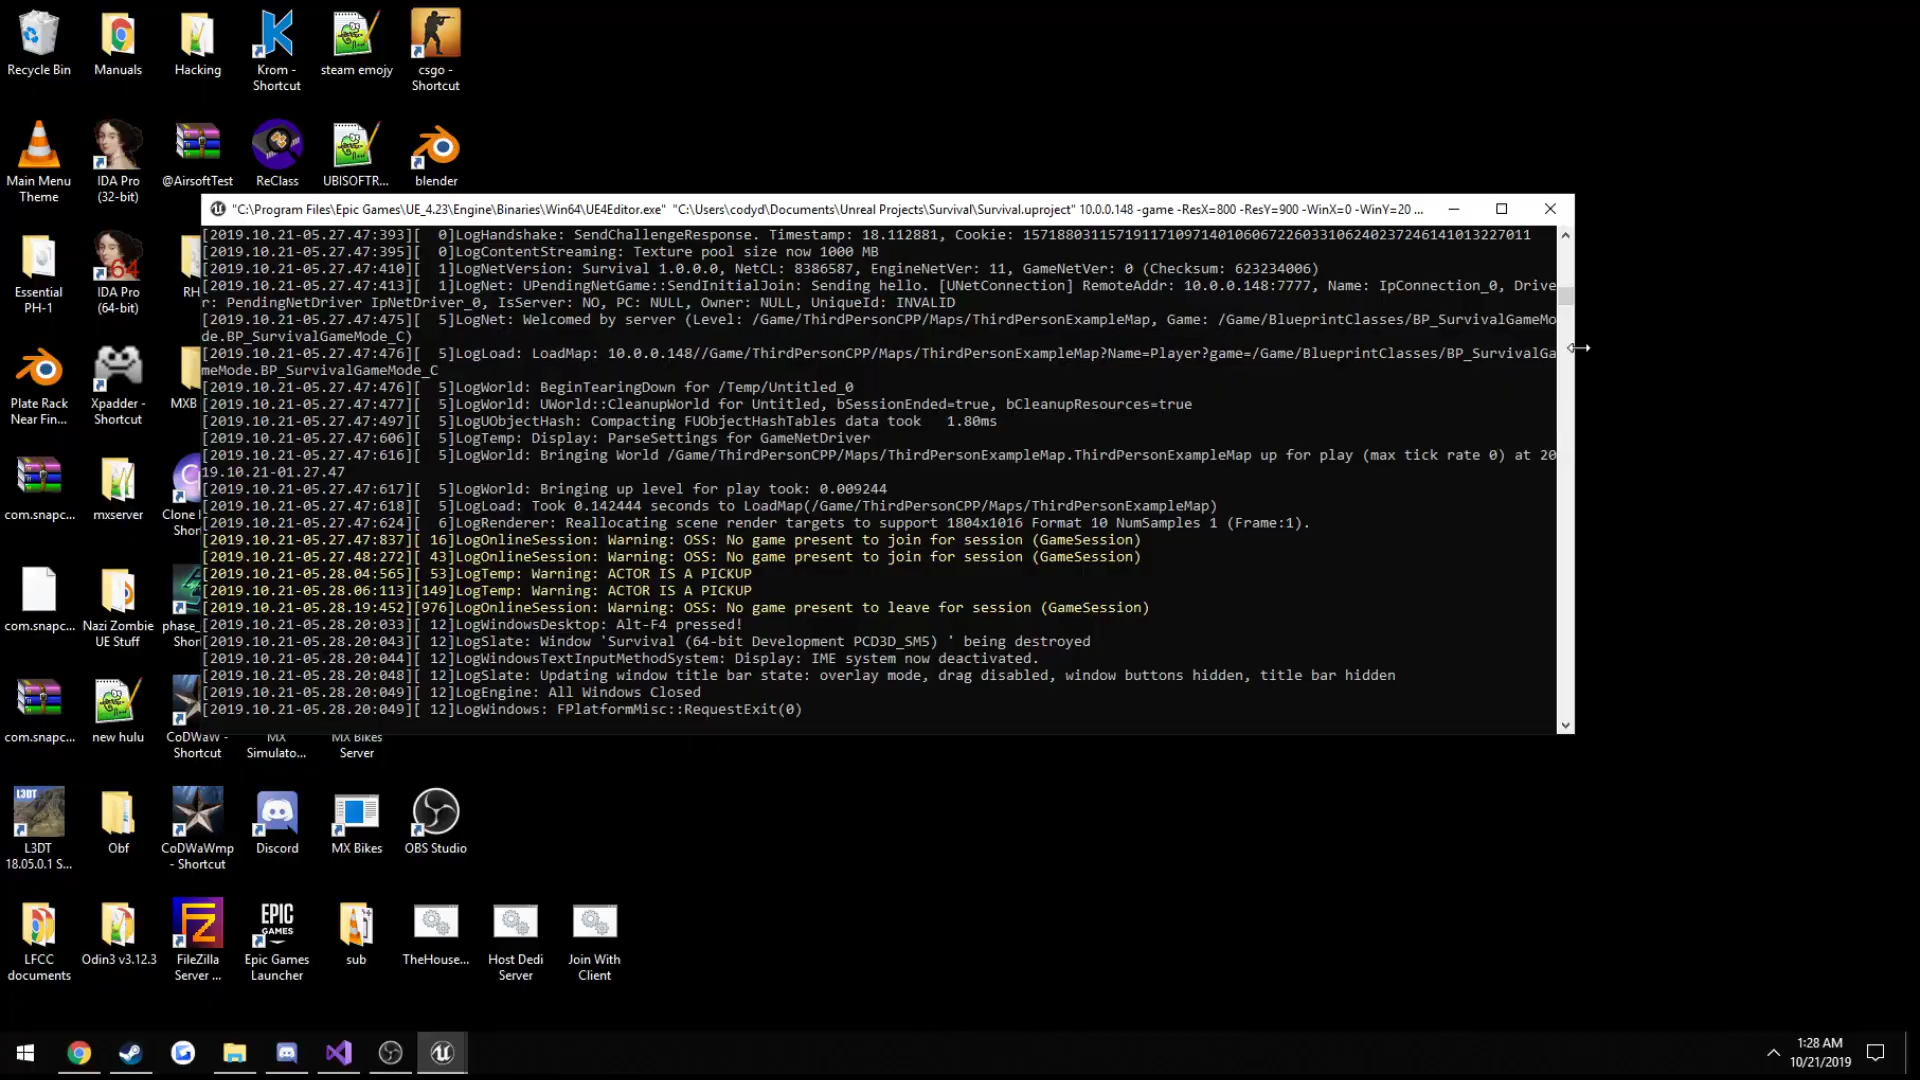 Recycle Bin
Manuals
Hacking
Krom - Shortcut
steam emojy
csgo - Shortcut
Main Menu Theme
IDA Pro (32-bit)
@AirsoftTest
ReClass
UBISOFTR...
blender
"C:\Program Files\Epic Games\UE_4.23\Engine\Binaries\Win64\UE4Editor.exe" "C:\Users\codyd\Documents\Unreal Projects\Survival\Survival.uproject" 10.0.0.148 -game -ResX=800 -ResY=900 -WinX=0 -WinY=20 ...
[2019.10.21-05.27.47:393][  0]LogHandshake: SendChallengeResponse. Timestamp: 18.112881, Cookie: 157188031157191171097140106067226033106240237246141013227011
[2019.10.21-05.27.47:395][  0]LogContentStreaming: Texture pool size now 1000 MB
[2019.10.21-05.27.47:410][  1]LogNetVersion: Survival 1.0.0.0, NetCL: 8386587, EngineNetVer: 11, GameNetVer: 0 (Checksum: 623234006)
[2019.10.21-05.27.47:413][  1]LogNet: UPendingNetGame::SendInitialJoin: Sending hello. [UNetConnection] RemoteAddr: 10.0.0.148:7777, Name: IpConnection_0, Drive
r: PendingNetDriver IpNetDriver_0, IsServer: NO, PC: NULL, Owner: NULL, UniqueId: INVALID
[2019.10.21-05.27.47:475][  5]LogNet: Welcomed by server (Level: /Game/ThirdPersonCPP/Maps/ThirdPersonExampleMap, Game: /Game/BlueprintClasses/BP_SurvivalGameMo
de.BP_SurvivalGameMode_C)
[2019.10.21-05.27.47:476][  5]LogLoad: LoadMap: 10.0.0.148//Game/ThirdPersonCPP/Maps/ThirdPersonExampleMap?Name=Player?game=/Game/BlueprintClasses/BP_SurvivalGa
meMode.BP_SurvivalGameMode_C
[2019.10.21-05.27.47:476][  5]LogWorld: BeginTearingDown for /Temp/Untitled_0
[2019.10.21-05.27.47:477][  5]LogWorld: UWorld::CleanupWorld for Untitled, bSessionEnded=true, bCleanupResources=true
[2019.10.21-05.27.47:497][  5]LogUObjectHash: Compacting FUObjectHashTables data took   1.80ms
[2019.10.21-05.27.47:606][  5]LogTemp: Display: ParseSettings for GameNetDriver
[2019.10.21-05.27.47:616][  5]LogWorld: Bringing World /Game/ThirdPersonCPP/Maps/ThirdPersonExampleMap.ThirdPersonExampleMap up for play (max tick rate 0) at 20
19.10.21-01.27.47
[2019.10.21-05.27.47:617][  5]LogWorld: Bringing up level for play took: 0.009244
[2019.10.21-05.27.47:618][  5]LogLoad: Took 0.142444 seconds to LoadMap(/Game/ThirdPersonCPP/Maps/ThirdPersonExampleMap)
[2019.10.21-05.27.47:624][  6]LogRenderer: Reallocating scene render targets to support 1804x1016 Format 10 NumSamples 1 (Frame:1).
[2019.10.21-05.27.47:837][ 16]LogOnlineSession: Warning: OSS: No game present to join for session (GameSession)
[2019.10.21-05.27.48:272][ 43]LogOnlineSession: Warning: OSS: No game present to join for session (GameSession)
[2019.10.21-05.28.04:565][ 53]LogTemp: Warning: ACTOR IS A PICKUP
[2019.10.21-05.28.06:113][149]LogTemp: Warning: ACTOR IS A PICKUP
[2019.10.21-05.28.19:452][976]LogOnlineSession: Warning: OSS: No game present to leave for session (GameSession)
[2019.10.21-05.28.20:033][ 12]LogWindowsDesktop: Alt-F4 pressed!
[2019.10.21-05.28.20:043][ 12]LogSlate: Window 'Survival (64-bit Development PCD3D_SM5) ' being destroyed
[2019.10.21-05.28.20:044][ 12]LogWindowsTextInputMethodSystem: Display: IME system now deactivated.
[2019.10.21-05.28.20:048][ 12]LogSlate: Updating window title bar state: overlay mode, drag disabled, window buttons hidden, title bar hidden
[2019.10.21-05.28.20:049][ 12]LogEngine: All Windows Closed
[2019.10.21-05.28.20:049][ 12]LogWindows: FPlatformMisc::RequestExit(0)
Essential PH-1
64
IDA Pro (64-bit)
RH
Plate Rack Near Fin...
Xpadder - Shortcut
MXB
com.snapc...
mxserver
Clone
Shor
com.snapc...
Nazi Zombie UE Stuff
phase_
Shor
com.snapc...
new hulu
CoDWaW - Shortcut
MX Simulato...
MX Bikes Server
L3DT
L3DT 18.05.0.1 S...
Obf
CoDWaWmp - Shortcut
Discord
MX Bikes
OBS Studio
LFCC documents
Odin3 v3.12.3
FileZilla Server ...
EPIC GAMES
Epic Games Launcher
sub
TheHouse...
Host Dedi Server
Join With Client
1:28 AM
10/21/2019